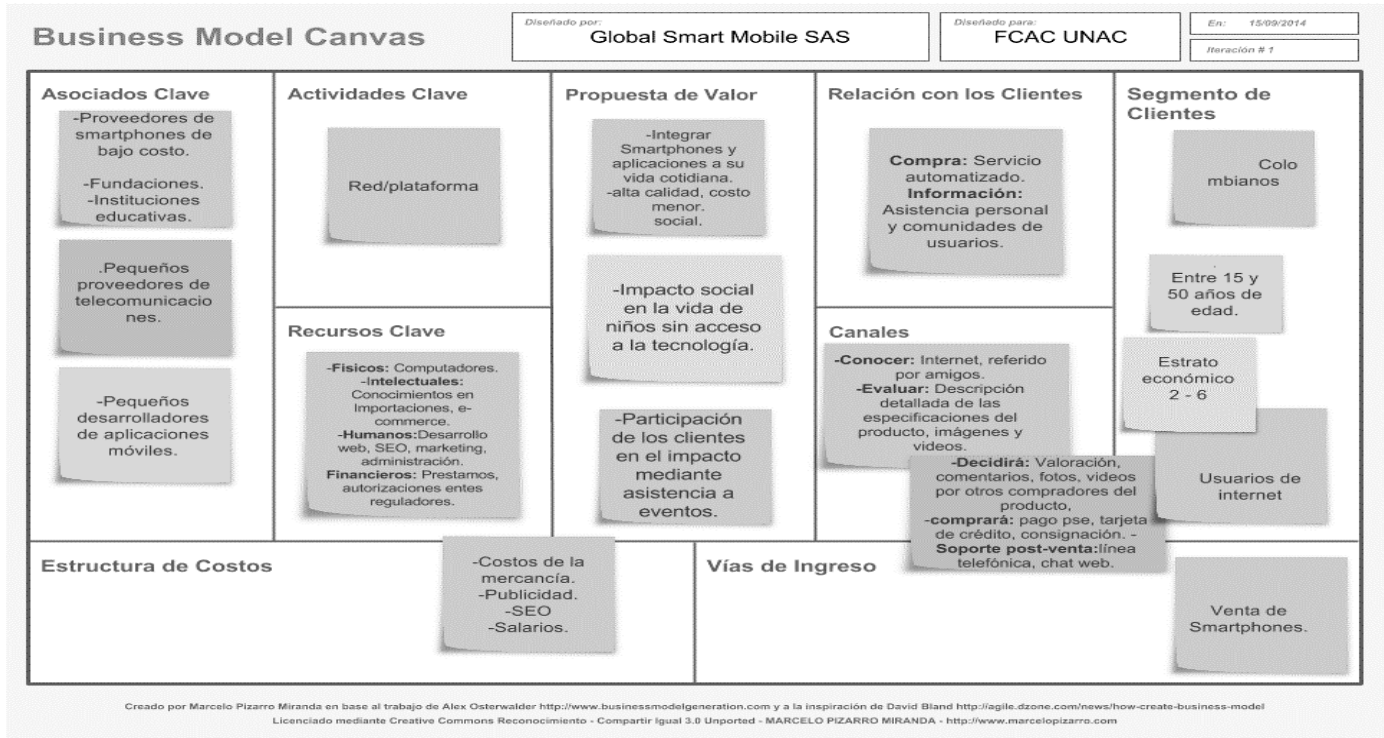 Business Model Canvas
Diseñado por:
Global Smart Mobile SAS
Diseñado para:
FCAC UNAC
En: 15/09/2014
Iteración # 1
Asociados Clave
-Proveedores de
smartphones de
bajo costo.
-Fundaciones.
-Instituciones
educativas.
.Pequeños
proveedores de
telecomunicacio
nes.
-Pequeños
desarrolladores
de aplicaciones
móviles.
Actividades Clave
Red/plataforma
Recursos Clave
-Físicos: Computadores.
-Intelectuales:
Conocimientos en
Importaciones, e-
commerce.
-Humanos:Desarrollo
web, SEO, marketing,
administración.
Financieros: Prestamos,
autorizaciones entes
reguladores.
Propuesta de Valor
-Integrar
Smartphones y
aplicaciones a su
vida cotidiana.
-alta calidad, costo
menor.
social.
-Impacto social
en la vida de
niños sin acceso
a la tecnología.
-Participación
de los clientes
en el impacto
mediante
asistencia a
eventos.
Relación con los Clientes
Compra: Servicio
automatizado.
Información:
Asistencia personal
y comunidades de
usuarios.
Canales
-Conocer: Internet, referido
por amigos.
-Evaluar: Descripción
detallada de las
especificaciones del
producto, imágenes y
videos.
-Decidirá: Valoración,
comentarios, fotos, videos
por otros compradores del
producto,
-comprará: pago pse, tarjeta
de crédito, consignación. -
Soporte post-venta:línea
telefónica, chat web.
Segmento de
Clientes
Colo
mbianos
.
Entre 15 y
50 años de
edad.
Estrato
económico
2 - 6
Usuarios de
internet
Estructura de Costos
-Costos de la
mercancía.
-Publicidad.
-SEO
-Salarios.
Vías de Ingreso
Venta de
Smartphones.
Creado por Marcelo Pizarro Miranda en base al trabajo de Alex Osterwalder http://www.businessmodelgeneration.com y a la inspiración de David Bland http://agile.dzone.com/news/how-create-business-model
Licenciado mediante Creative Commons Reconocimiento - Compartir Igual 3.0 Unported - MARCELO PIZARRO MIRANDA - http://www.marcelopizarro.com